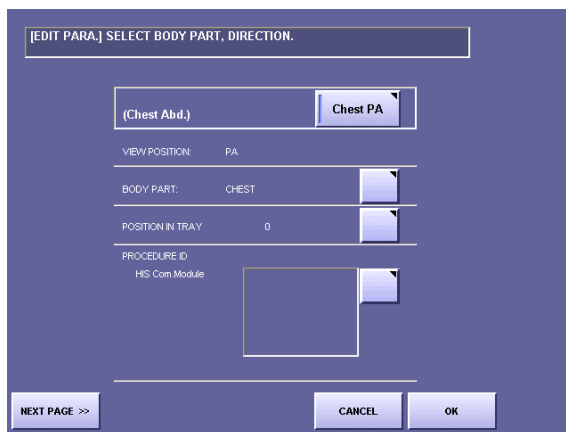 [EDIT PARA.] SELECT BODY PART, DIRECTION.
(Chest Abd.) Chest PA
VIEW POSITION: PA
BODY PART: CHEST
POSITION IN TRAY 0
PROCEDURE ID
HIS Com.Module
NEXT PAGE >> CANCEL OK